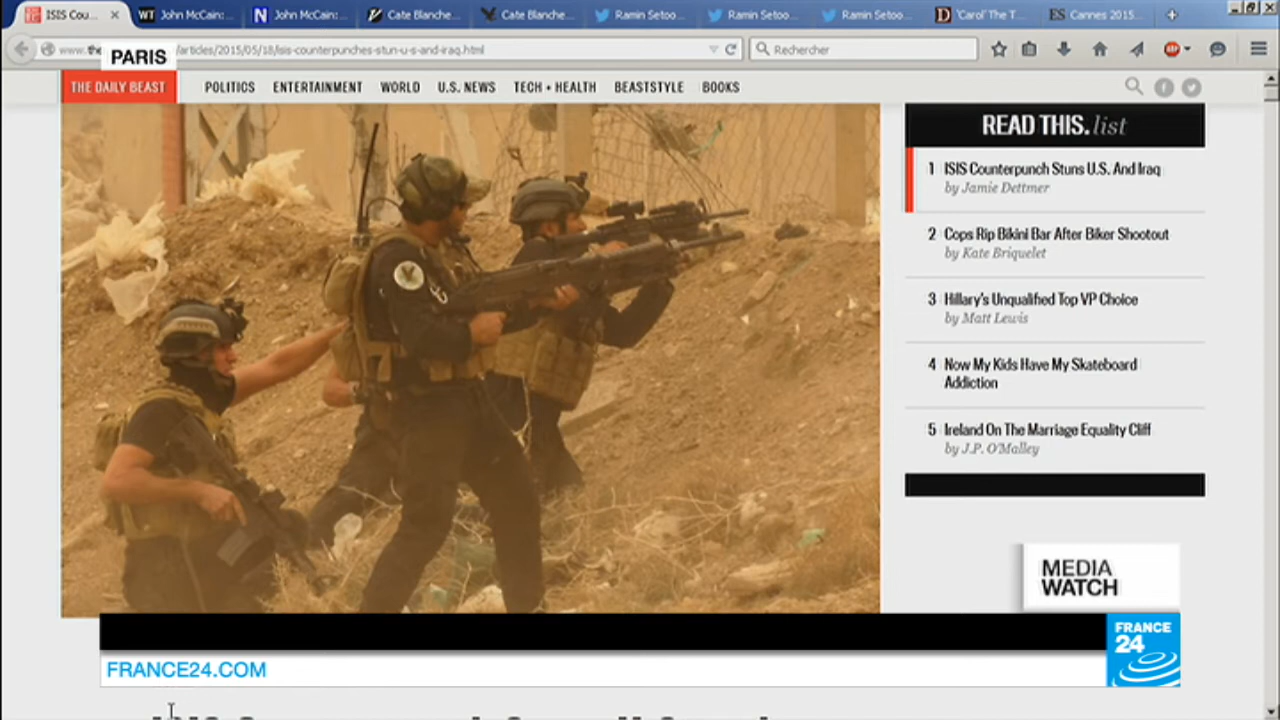 ISIS Cou...
John McCain:...
John McCain:...
Cate Blanche...
Cate Blanche...
Ramin Setoo...
Ramin Setoo...
Ramin Setoo...
'Carol' The T...
Cannes 2015...
/articles/2015/05/18/isis-counterpunches-stun-u-s-and-iraq.html
Rechercher
PARIS
THE DAILY BEAST
POLITICS
ENTERTAINMENT
WORLD
U.S. NEWS
TECH + HEALTH
BEASTSTYLE
BOOKS
READ THIS. list
1 ISIS Counterpunch Stuns U.S. And Iraq
by Jamie Dettmer
2 Cops Rip Bikini Bar After Biker Shootout
by Kate Briquelet
3 Hillary's Unqualified Top VP Choice
by Matt Lewis
4 Now My Kids Have My Skateboard
Addiction
5 Ireland On The Marriage Equality Cliff
by J.P. O'Malley
MEDIA
WATCH
FRANCE
24
FRANCE24.COM